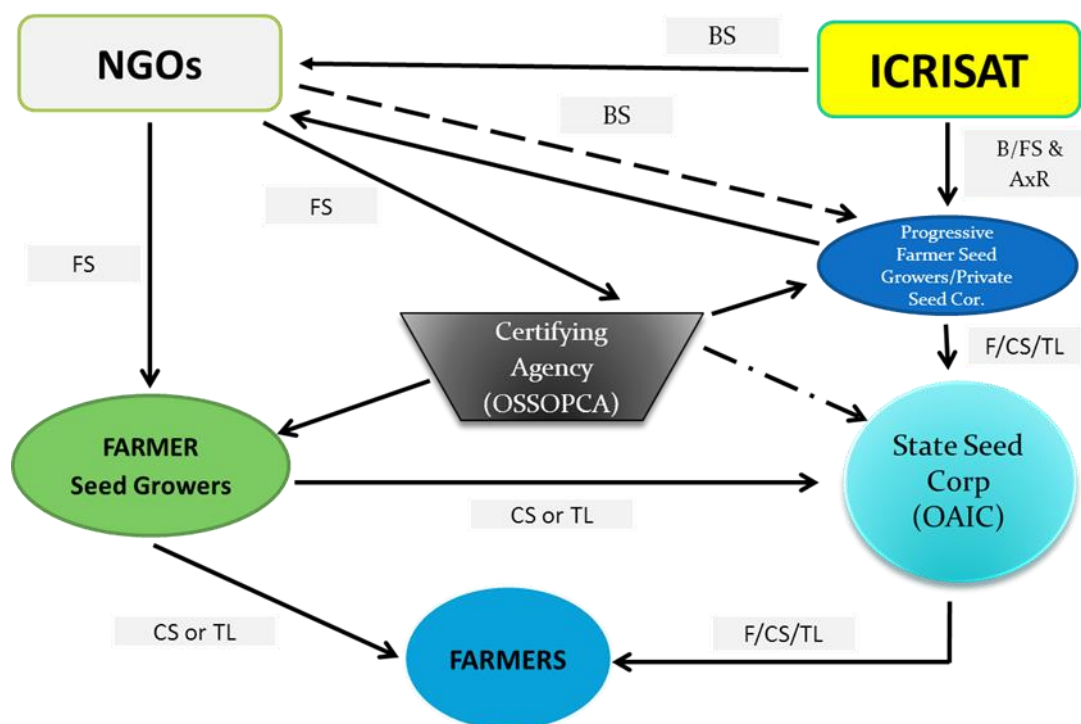 NGOs
BS
ICRISAT
BS
B/FS &
AxR
FS
Progressive
Farmer Seed
Growers/Private
Seed Cor.
FS
Certifying
Agency
(OSSOPCA)
F/CS/TL
FARMER
Seed Growers
State Seed
Corp
(OAIC)
CS or TL
CS or TL
F/CS/TL
FARMERS